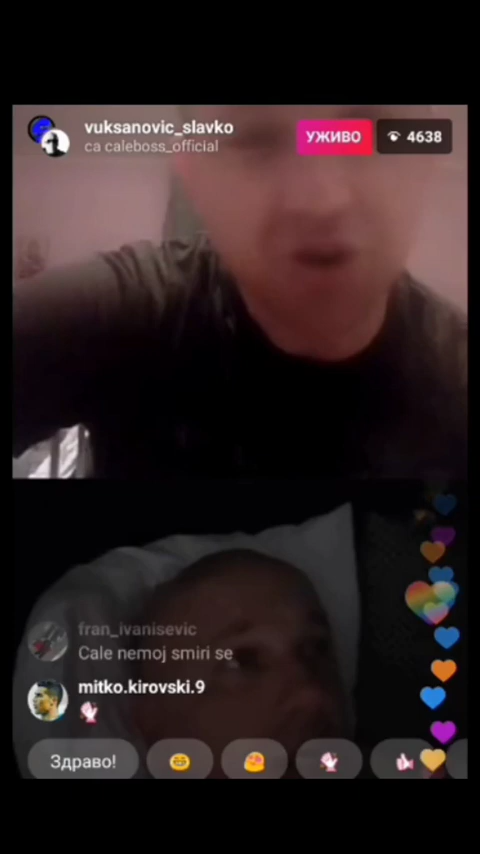 vuksanovic_slavko
са caleboss_official
УЖИВО
4638
fran_ivanisevic
Cale nemoj smiri se
mitko.kirovski.9
Здраво!